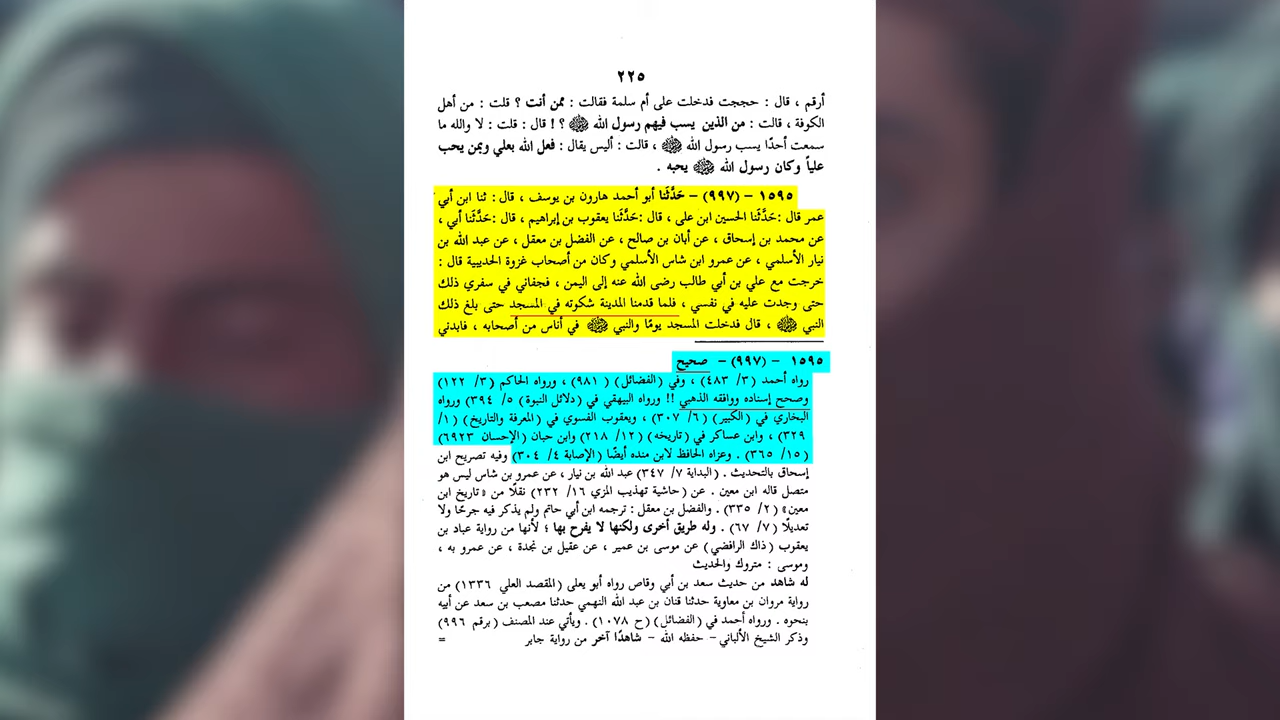 ٢٢٥
أرقم ، قال : حججت فدخلت على أم سلمة فقالت : ممن أنت ؟ قلت : من أهل
الكوفة ، قالت : من الذين يسب فيهم رسول الله ﷺ ؟ ! قال : قلت : لا والله ما
سمعت أحدًا يسب رسول الله ﷺ ، قالت : أليس يقال : فعل الله بعلي وبمن يحب
علياً وكان رسول الله ﷺ يحبه .
١٥٩٥ – (٩٩٧) – حَدَّثَنا أبو أحمد هارون بن يوسف ، قال : ثنا ابن أبي
عمر قال : حَدَّثَنا الحسين ابن على ، قال : حَدَّثَنا يعقوب بن إبراهيم ، قال : حَدَّثَنا أبي ،
عن محمد بن إسحاق ، عن أبان بن صالح ، عن الفضل بن معقل ، عن عبد الله بن
نيار الأسلمي ، عن عمرو ابن شاس الأسلمي وكان من أصحاب غزوة الحديبية قال :
خرجت مع علي بن أبي طالب رضى الله عنه إلى اليمن ، فجفاني في سفري ذلك
حتى وجدت عليه في نفسي ، فلما قدمنا المدينة شكوته في المسجد حتى بلغ ذلك
النبي ﷺ ، قال فدخلت المسجد يومًا والنبي ﷺ في أناس من أصحابه ، فابدني
١٥٩٥ – (٩٩٧) – صحيح
رواه أحمد (٣/ ٤٨٣) ، وفي (الفضائل) (٩٨١) ، ورواه الحاكم (٣/ ١٢٢)
وصحح إسناده ووافقه الذهبي !! ورواه البيهقي في (دلائل النبوة) (٥/ ٣٩٤) ورواه
البخاري في (الكبير) (٦/ ٣٠٧) ، ويعقوب الفسوي في (المعرفة والتاريخ) (١/
٣٢٩) ، وابن عساكر في (تاريخه) (١٢/ ٢١٨) وابن حبان (الإحسان ٦٩٢٣)
(١٥/ ٣٦٥) . وعزاه الحافظ لابن منده أيضًا (الإصابة ٤/ ٣٠٤) وفيه تصريح ابن
إسحاق بالتحديث . (البداية ٧/ ٣٤٧) عبد الله بن نيار ، عن عمرو بن شاس ليس هو
متصل قاله ابن معين . عن (حاشية تهذيب المزي ١٦/ ٢٣٢) نقلًا من «تاريخ ابن
معين» (٢/ ٣٣٥) . والفضل بن معقل : ترجمه ابن أبي حاتم ولم يذكر فيه جرحًا ولا
تعديلًا (٧/ ٦٧) . وله طريق أخرى ولكنها لا يفرح بها ؛ لأنها من رواية عباد بن
يعقوب (ذاك الرافضي) عن موسى بن عمير ، عن عقيل بن نجدة ، عن عمرو به ،
وموسى : متروك والحديث
له شاهد من حديث سعد بن أبي وقاص رواه أبو يعلى (المقصد العلي ١٣٣٦) من
رواية مروان بن معاوية حدثنا قنان بن عبد الله النهمي حدثنا مصعب بن سعد عن أبيه
بنحوه . ورواه أحمد في (الفضائل) (ح ١٠٧٨) . ويأتي عند المصنف (برقم ٩٩٦)
وذكر الشيخ الألباني – حفظه الله – شاهدًا آخر من رواية جابر =